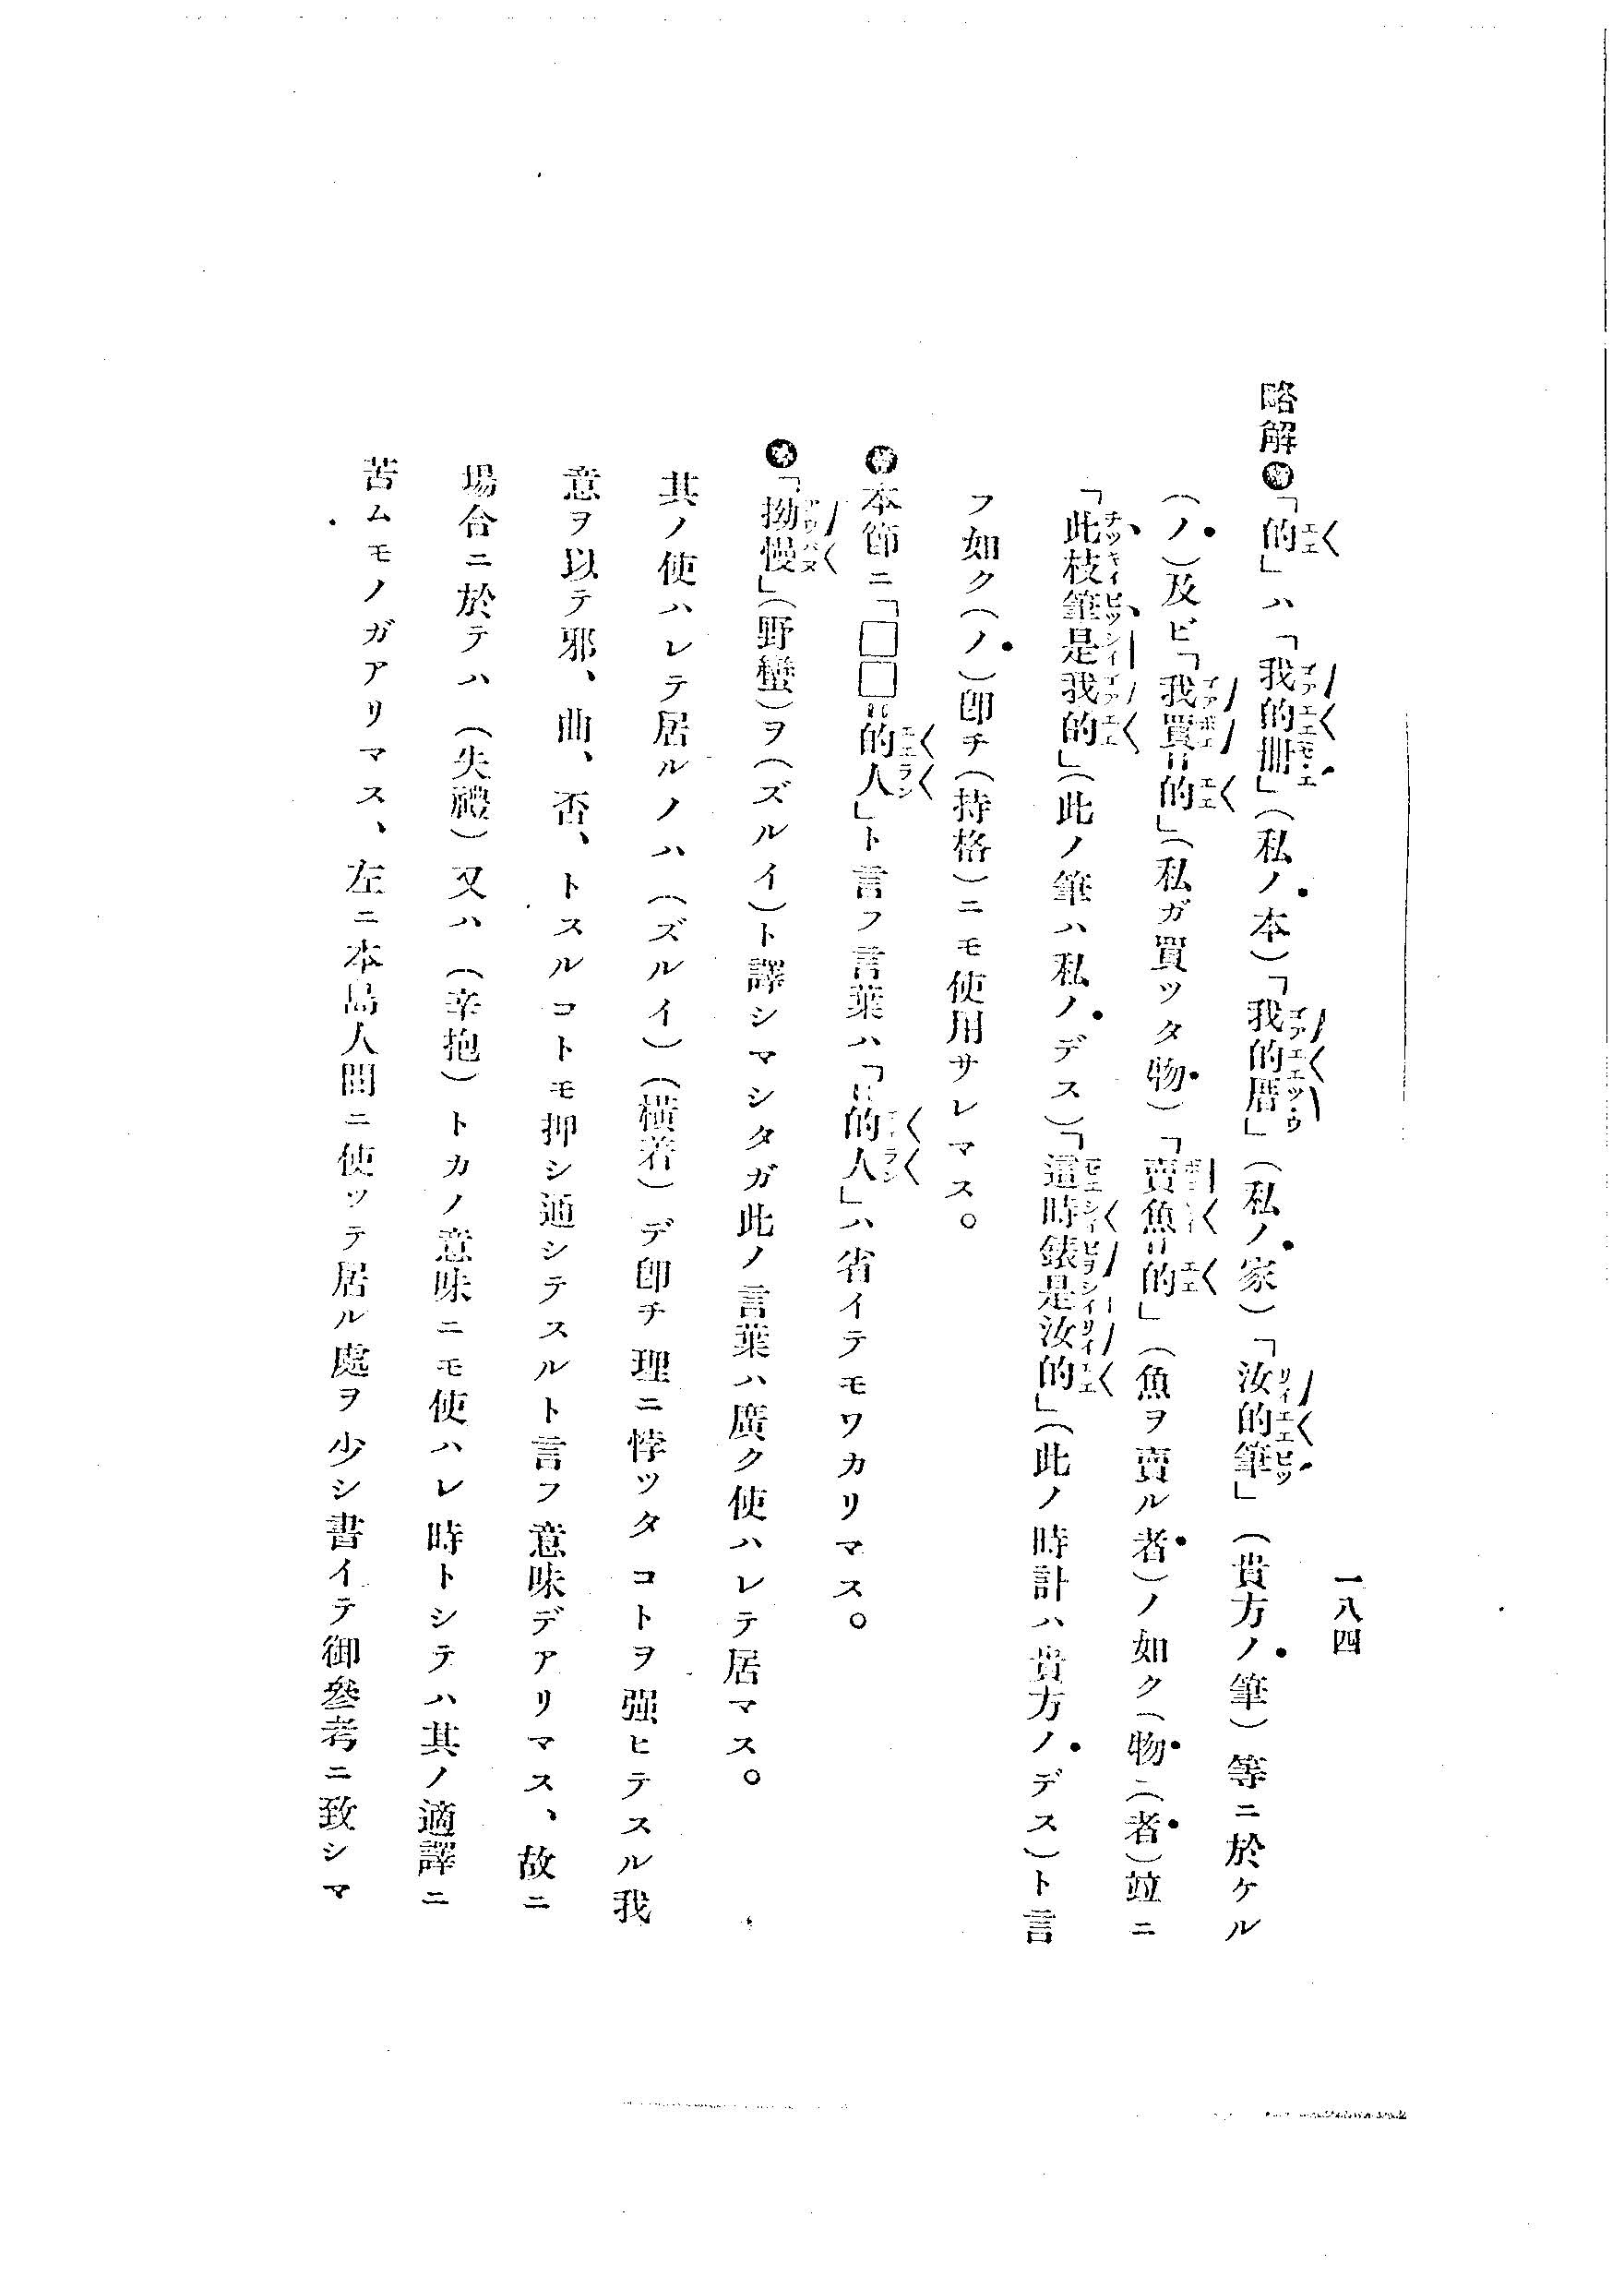 一八四
略解「的」ハ「我的册」(私ノ本)「我的厝」(私ノ家)「汝的筆」(貴方ノ筆)等ニ於ケル
(ノ)及ビ「我買〢的」(私ガ買ツタ物)「賣魚〢的」(魚ヲ賣ル者)ノ如ク(物ニ(者)竝ニ
「此枝筆是我的」(此ノ筆ハ私ノデス)「這時錶是汝的」(此ノ時計ハ貴方ノデス)ト言
フ如ク(ノ)卽チ(持格)ニモ使用サレマス。
本節ニ「□□〢的人」ト言フ言葉ハ「〢的人」ハ省イテモワカリマス。
「拗慢」(野蠻)ヲ(ズルイ)ト譯シマシタガ此ノ言葉ハ廣ク使ハレテ居マス。
其ノ使ハレテ居ルノハ(ズルイ)(橫着)デ卽チ理ニ悖ツタコトヲ强ヒテスル我
意ヲ以テ邪、曲、否、トスルコトモ押シ通シテスルト言フ意味デアリマス、故ニ
場合ニ於テハ(失禮)又ハ(辛抱)トカノ意味ニモ使ハレ時トシテハ其ノ適譯ニ
苦ムモノガアリマス、左ニ本島人間ニ使ツテ居ル處ヲ少シ書イテ御參考ニ致シマ